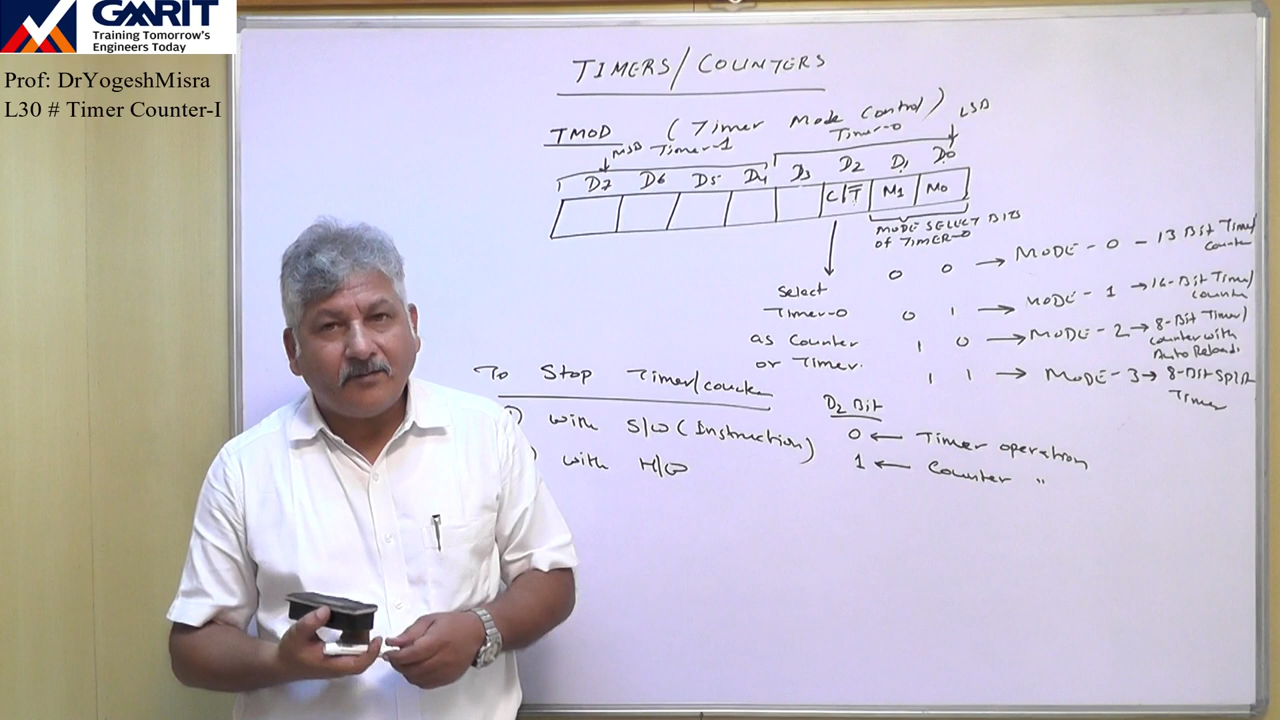 GMRIT
Training Tomorrow's
Engineers Today
Prof: DrYogeshMisra
L30 # Timer Counter-I
TIMERS/COUNTERS
TMOD (Timer Mode Control)
MSB Timer-1 Timer-0 LSB
D7 D6 D5 D4 D3 D2 D1 D0
C/T̅ M1 M0
MODE SELECT BITS
of TIMER-0
Select
Timer-0
as Counter
or Timer.
0 0 → MODE-0 - 13 Bit Timer/
Counter
0 1 → MODE-1 → 16-Bit Timer/
counter
1 0 → MODE-2 → 8-Bit Timer/
counter with
Auto Reload.
1 1 → MODE-3 → 8-Bit Split
Timer
To Stop Timer/counter
) with S/W (Instruction)
) with H/W
D2 Bit
0 ← Timer operation
1 ← Counter "